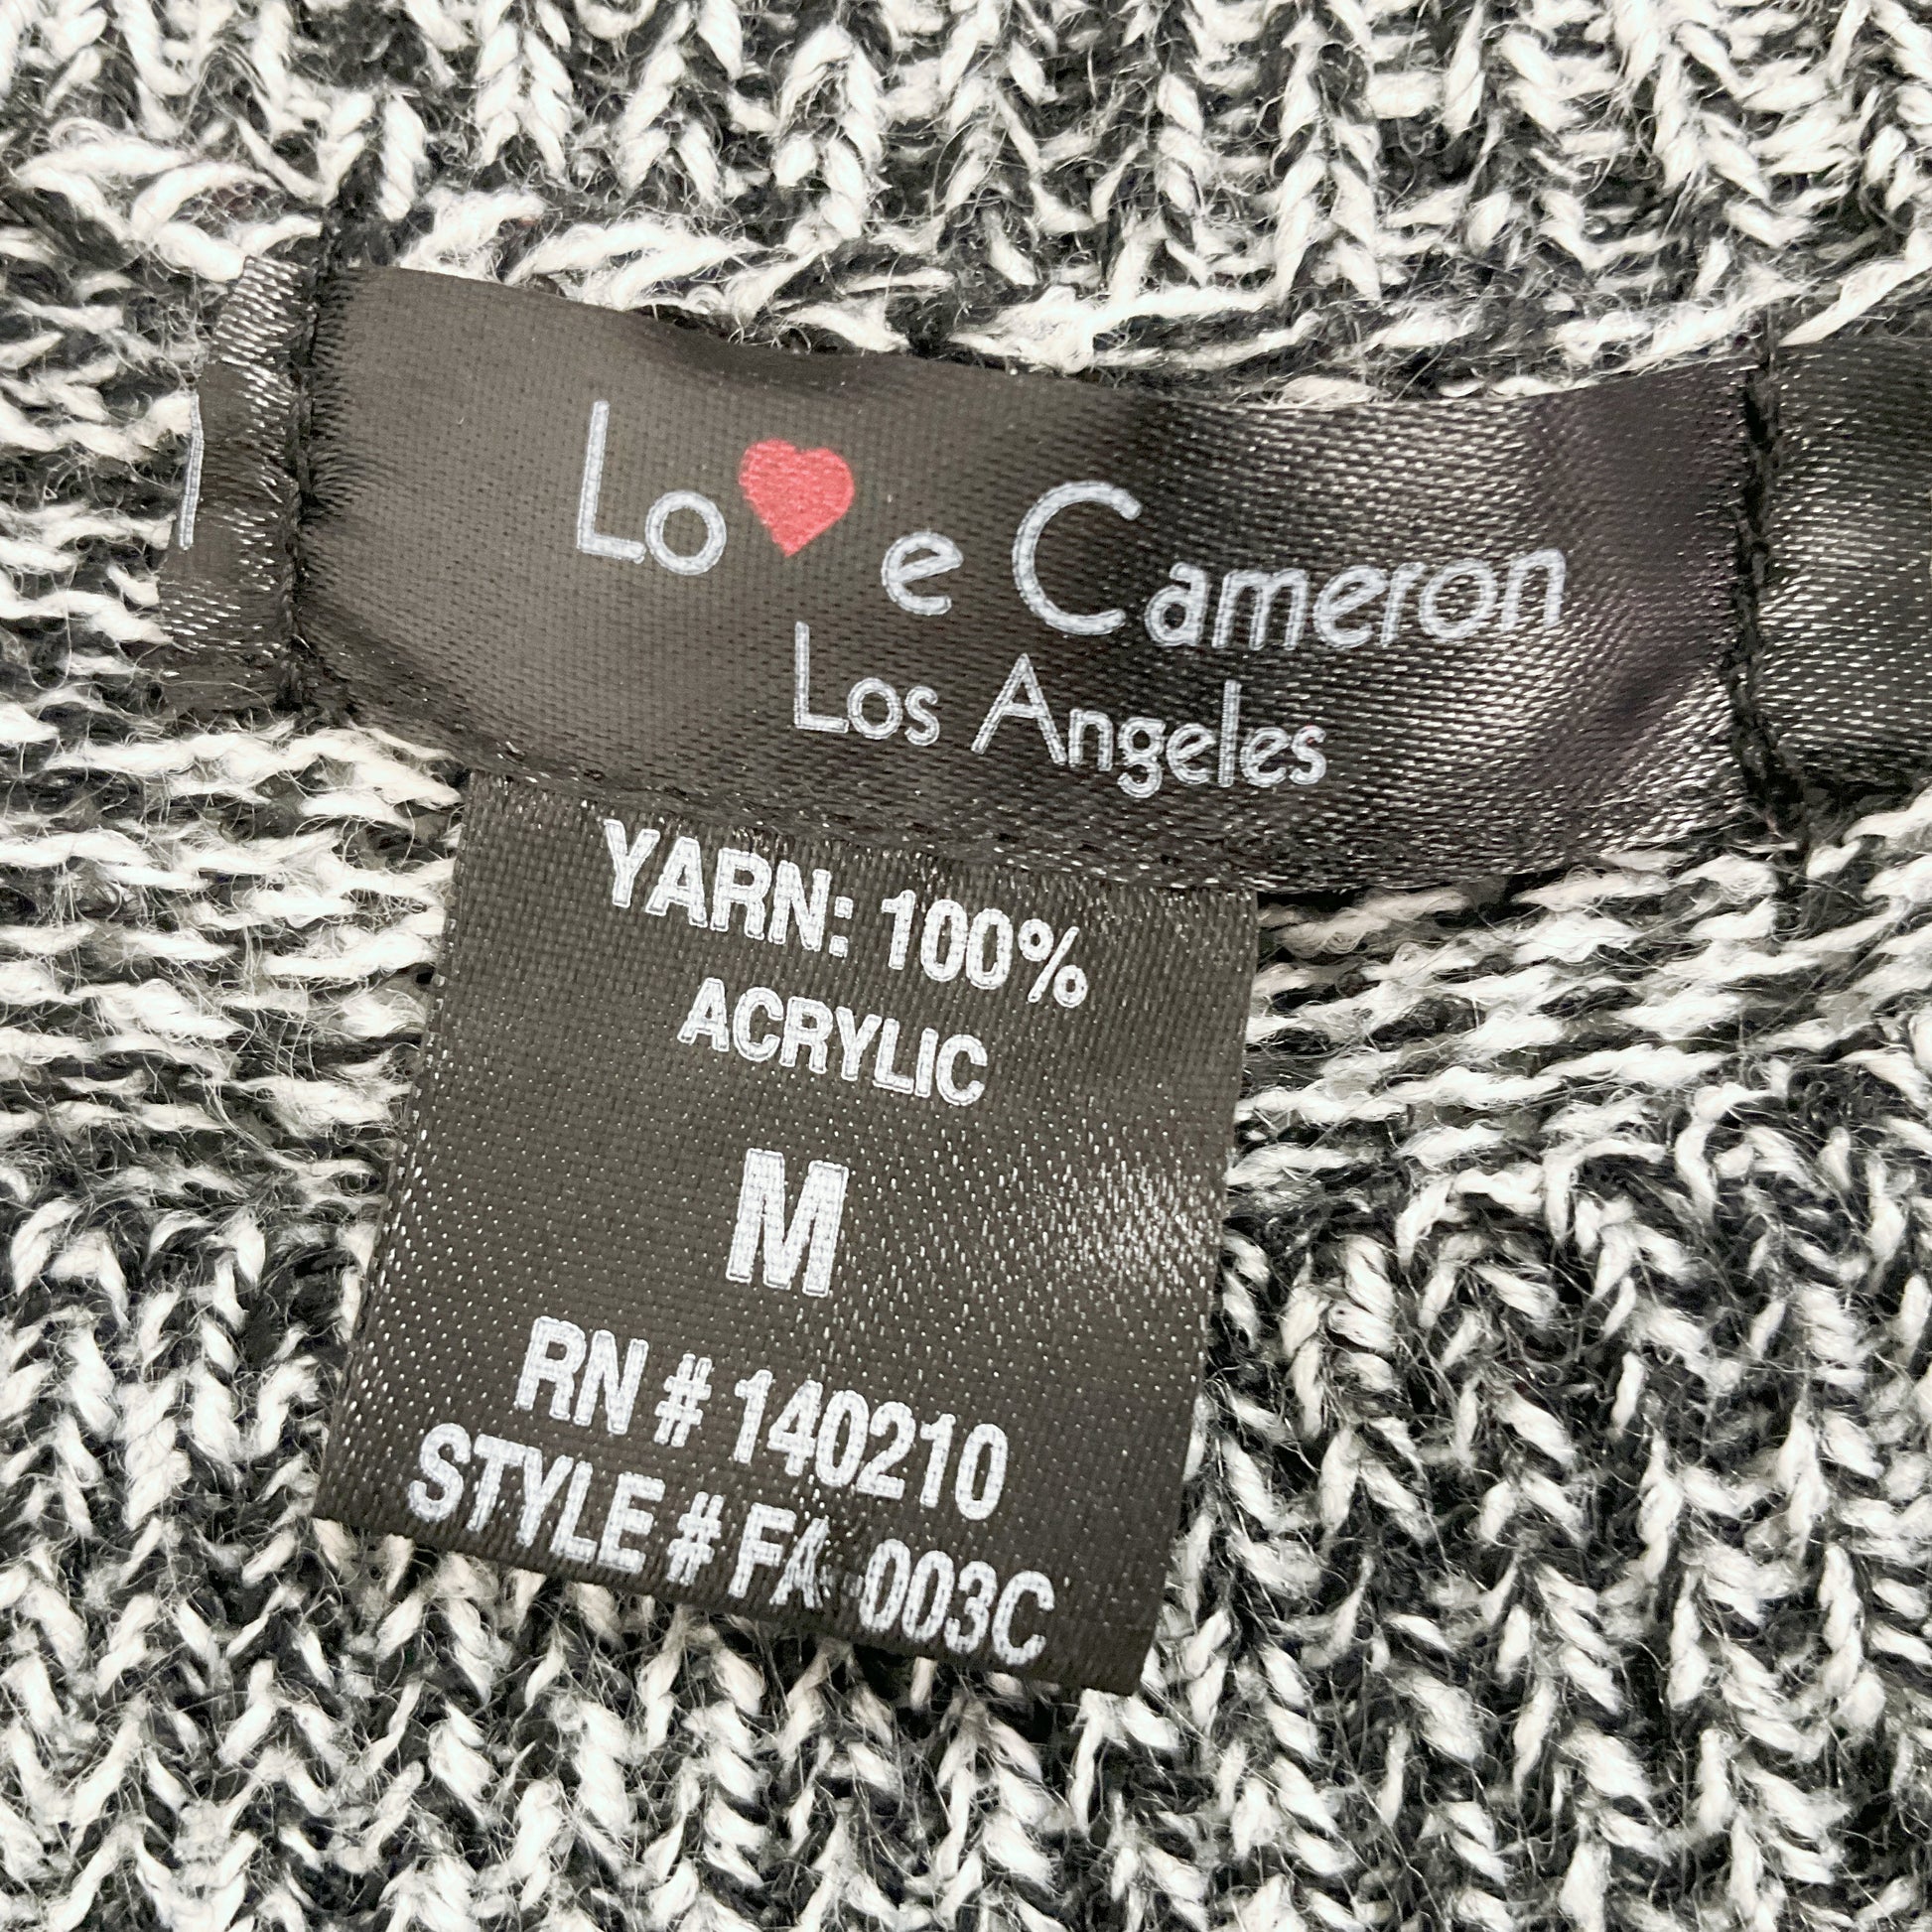 Lo❤e Cameron
Los Angeles
YARN: 100%
ACRYLIC
M
RN # 140210
STYLE # FA-003C